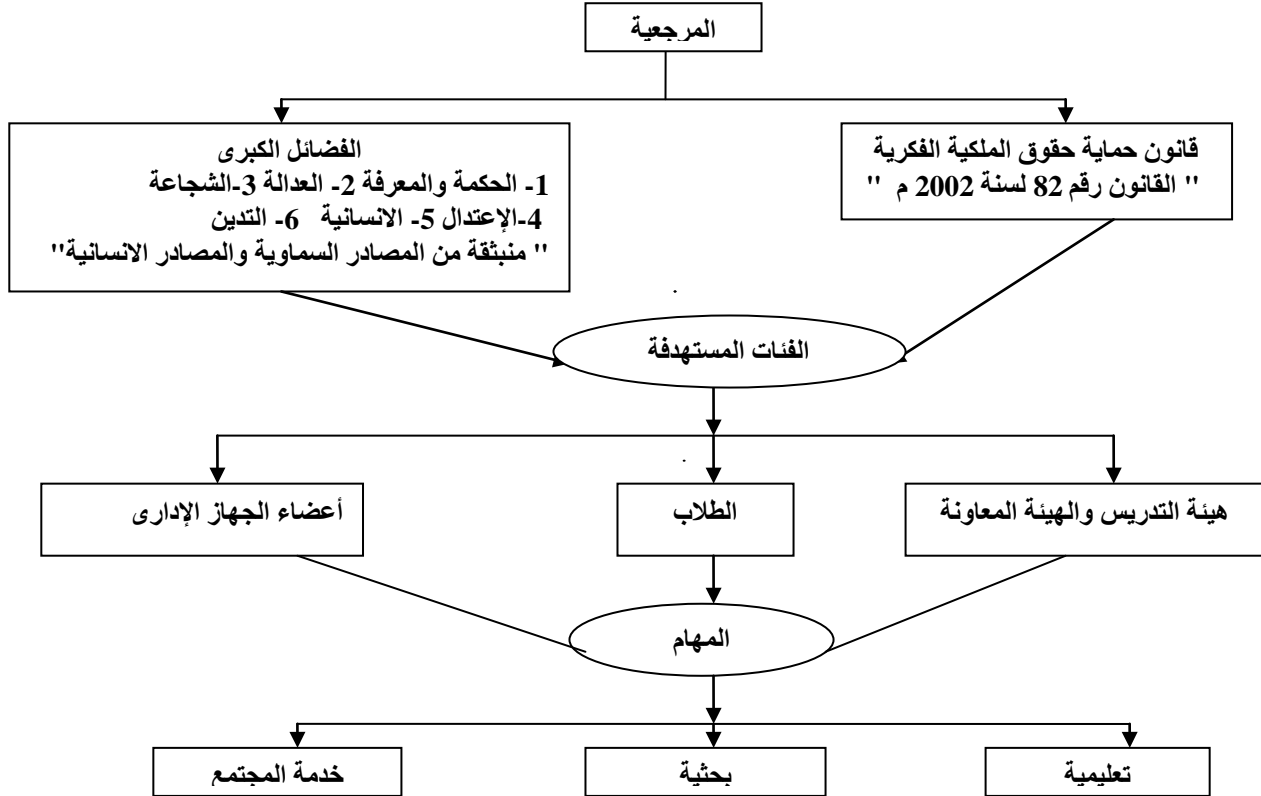 المرجعية
قانون حماية حقوق الملكية الفكرية
" القانون رقم 82 لسنة 2002 م "
الفضائل الكبرى
1- الحكمة والمعرفة 2- العدالة 3-الشجاعة
4-الإعتدال 5- الانسانية 6- التدين
" منبثقة من المصادر السماوية والمصادر الانسانية"
الفئات المستهدفة
هيئة التدريس والهيئة المعاونة
الطلاب
أعضاء الجهاز الإدارى
المهام
تعليمية
بحثية
خدمة المجتمع